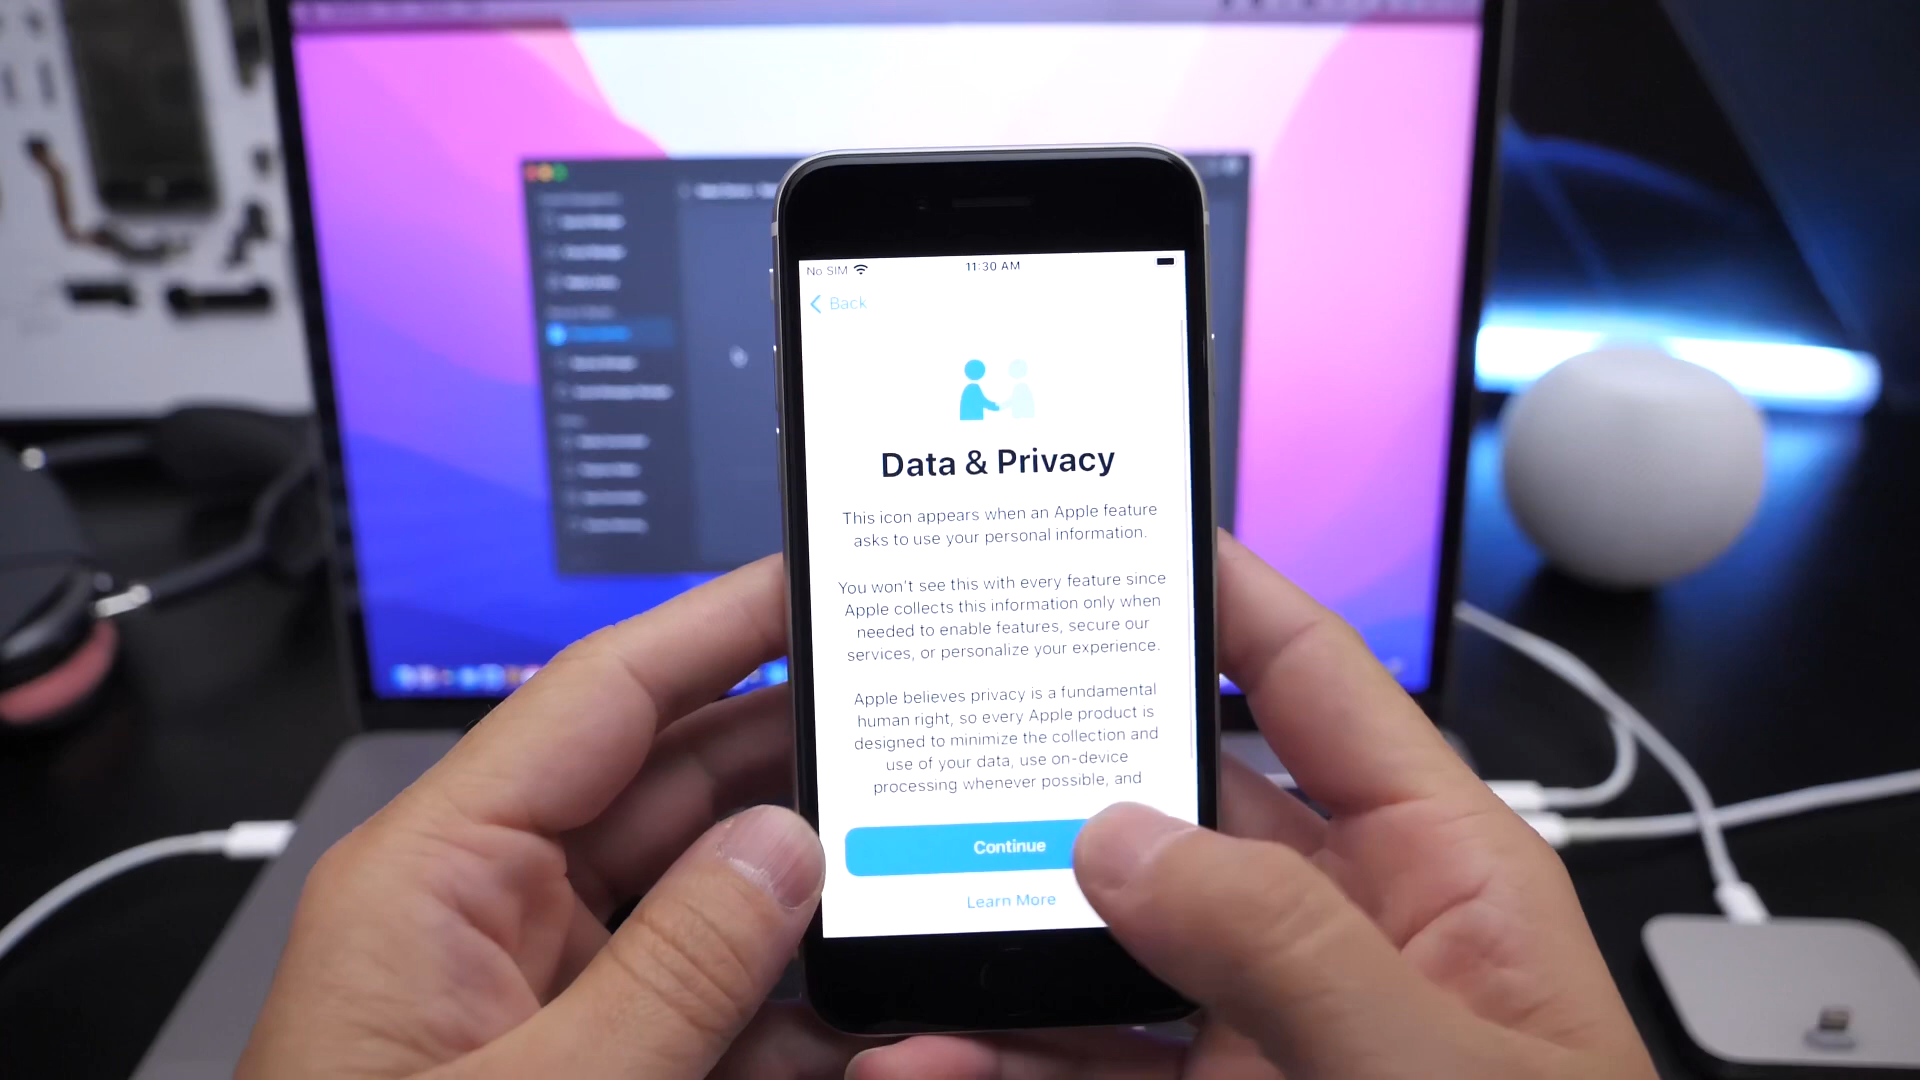 No SIM
11:30 AM
Back
Data & Privacy
This icon appears when an Apple feature
asks to use your personal information.
You won't see this with every feature since
Apple collects this information only when
needed to enable features, secure our
services, or personalize your experience.
Apple believes privacy is a fundamental
human right, so every Apple product is
designed to minimize the collection and
use of your data, use on-device
processing whenever possible, and
Continue
Learn More